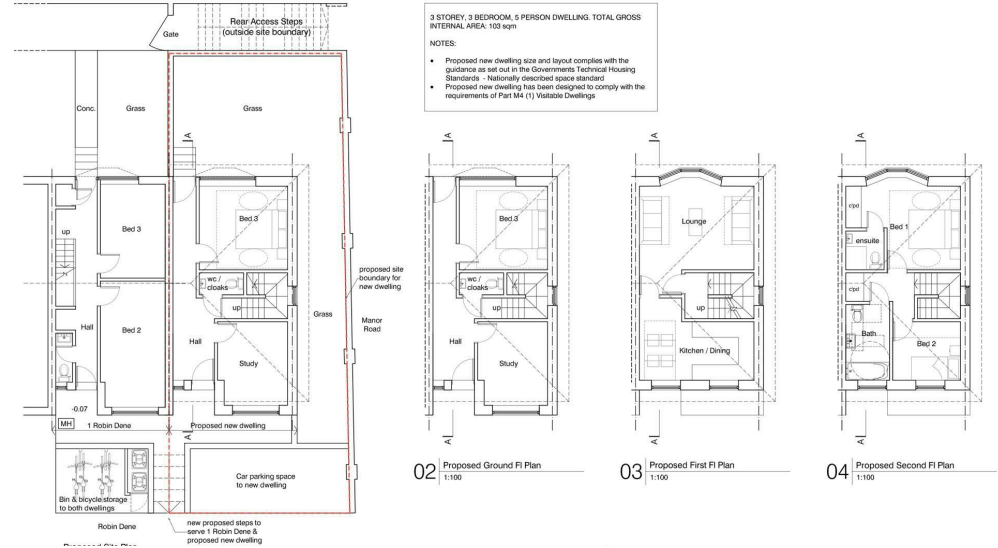 Rear Access Steps
(outside site boundary)
Gate
Conc.
Grass
Grass
A
up
Bed 3
Bed 3
wc /
cloaks
up
Hall
Bed 2
Hall
Study
Grass
proposed site
boundary for
new dwelling
Manor
Road
-0.07
MH
1 Robin Dene
Proposed new dwelling
A
Car parking space
to new dwelling
Bin & bicycle storage
to both dwellings
Robin Dene
new proposed steps to
serve 1 Robin Dene &
proposed new dwelling
Proposed Site Plan
3 STOREY, 3 BEDROOM, 5 PERSON DWELLING. TOTAL GROSS
INTERNAL AREA: 103 sqm
NOTES:
• Proposed new dwelling size and layout complies with the
guidance as set out in the Governments Technical Housing
Standards - Nationally described space standard
• Proposed new dwelling has been designed to comply with the
requirements of Part M4 (1) Visitable Dwellings
A
Bed 3
wc /
cloaks
up
Hall
Study
A
02 Proposed Ground Fl Plan
1:100
A
Lounge
up
Kitchen / Dining
A
03 Proposed First Fl Plan
1:100
A
c/pd
Bed 1
ensuite
c/pd
Bath
Bed 2
A
04 Proposed Second Fl Plan
1:100